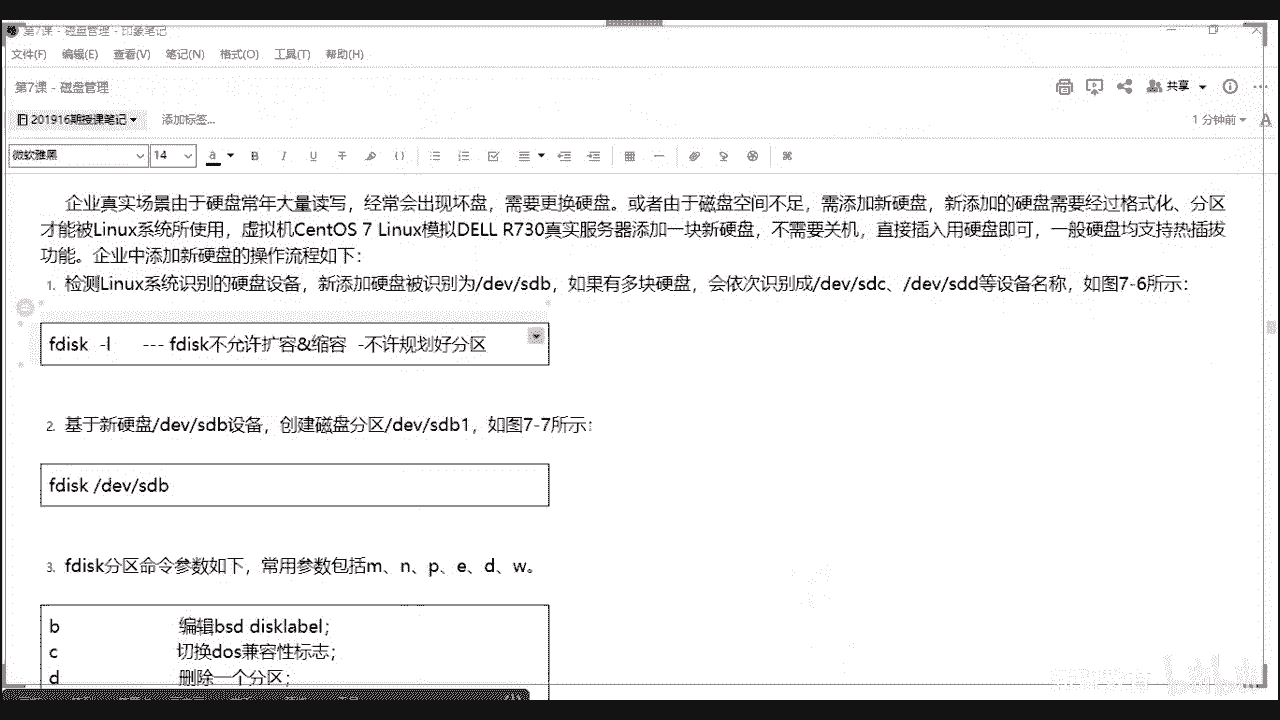 第7课 - 磁盘管理 - 印象笔记
文件(F) 编辑(E) 查看(V) 笔记(N) 格式(O) 工具(T) 帮助(H)
第7课 - 磁盘管理
共享
201916期授课笔记 添加标签...
1 分钟前
微软雅黑 14 a B I U T
企业真实场景由于硬盘常年大量读写，经常会出现坏盘，需要更换硬盘。或者由于磁盘空间不足，需添加新硬盘，新添加的硬盘需要经过格式化、分区
才能被Linux系统所使用，虚拟机CentOS 7 Linux模拟DELL R730真实服务器添加一块新硬盘，不需要关机，直接插入用硬盘即可，一般硬盘均支持热插拔
功能。企业中添加新硬盘的操作流程如下：
1. 检测Linux系统识别的硬盘设备，新添加硬盘被识别为/dev/sdb，如果有多块硬盘，会依次识别成/dev/sdc、/dev/sdd等设备名称，如图7-6所示：
fdisk -l --- fdisk不允许扩容&缩容 -不许规划好分区
2. 基于新硬盘/dev/sdb设备，创建磁盘分区/dev/sdb1，如图7-7所示：
fdisk /dev/sdb
3. fdisk分区命令参数如下，常用参数包括m、n、p、e、d、w。
b 编辑bsd disklabel；
c 切换dos兼容性标志；
d 删除一个分区；